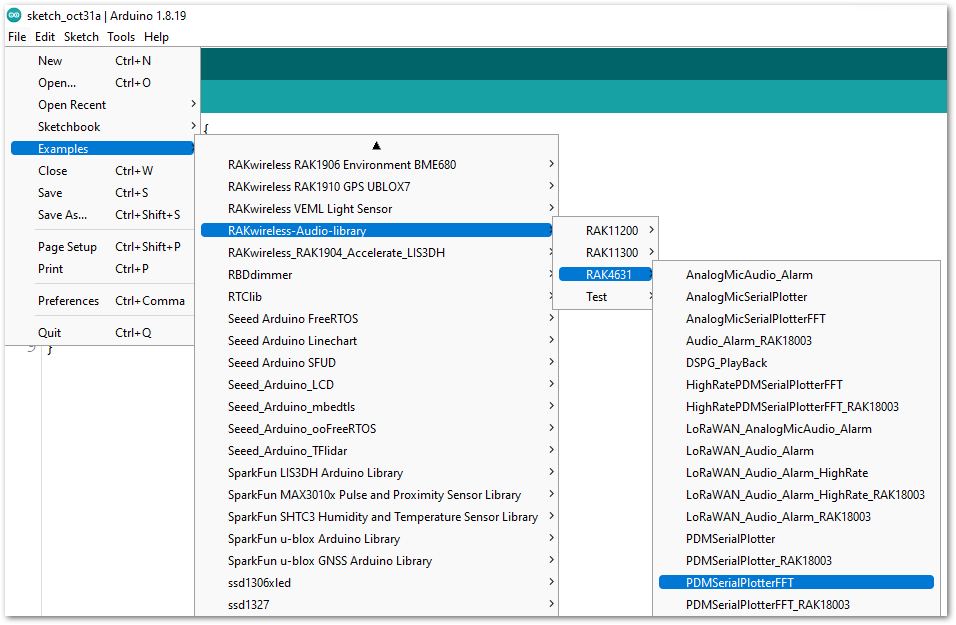 sketch_oct31a | Arduino 1.8.19
File Edit Sketch Tools Help
New Ctrl+N
Open... Ctrl+O
Open Recent
Sketchbook
Examples
Close Ctrl+W
Save Ctrl+S
Save As... Ctrl+Shift+S
Page Setup Ctrl+Shift+P
Print Ctrl+P
Preferences Ctrl+Comma
Quit Ctrl+Q
{
9 }
RAKwireless RAK1906 Environment BME680
RAKwireless RAK1910 GPS UBLOX7
RAKwireless VEML Light Sensor
RAKwireless-Audio-library
RAKwireless_RAK1904_Accelerate_LIS3DH
RBDdimmer
RTClib
Seeed Arduino FreeRTOS
Seeed Arduino Linechart
Seeed Arduino SFUD
Seeed_Arduino_LCD
Seeed_Arduino_mbedtls
Seeed_Arduino_ooFreeRTOS
Seeed_Arduino_TFlidar
SparkFun LIS3DH Arduino Library
SparkFun MAX3010x Pulse and Proximity Sensor Library
SparkFun SHTC3 Humidity and Temperature Sensor Library
SparkFun u-blox Arduino Library
SparkFun u-blox GNSS Arduino Library
ssd1306xled
ssd1327
RAK11200
RAK11300
RAK4631
Test
AnalogMicAudio_Alarm
AnalogMicSerialPlotter
AnalogMicSerialPlotterFFT
Audio_Alarm_RAK18003
DSPG_PlayBack
HighRatePDMSerialPlotterFFT
HighRatePDMSerialPlotterFFT_RAK18003
LoRaWAN_AnalogMicAudio_Alarm
LoRaWAN_Audio_Alarm
LoRaWAN_Audio_Alarm_HighRate
LoRaWAN_Audio_Alarm_HighRate_RAK18003
LoRaWAN_Audio_Alarm_RAK18003
PDMSerialPlotter
PDMSerialPlotter_RAK18003
PDMSerialPlotterFFT
PDMSerialPlotterFFT_RAK18003